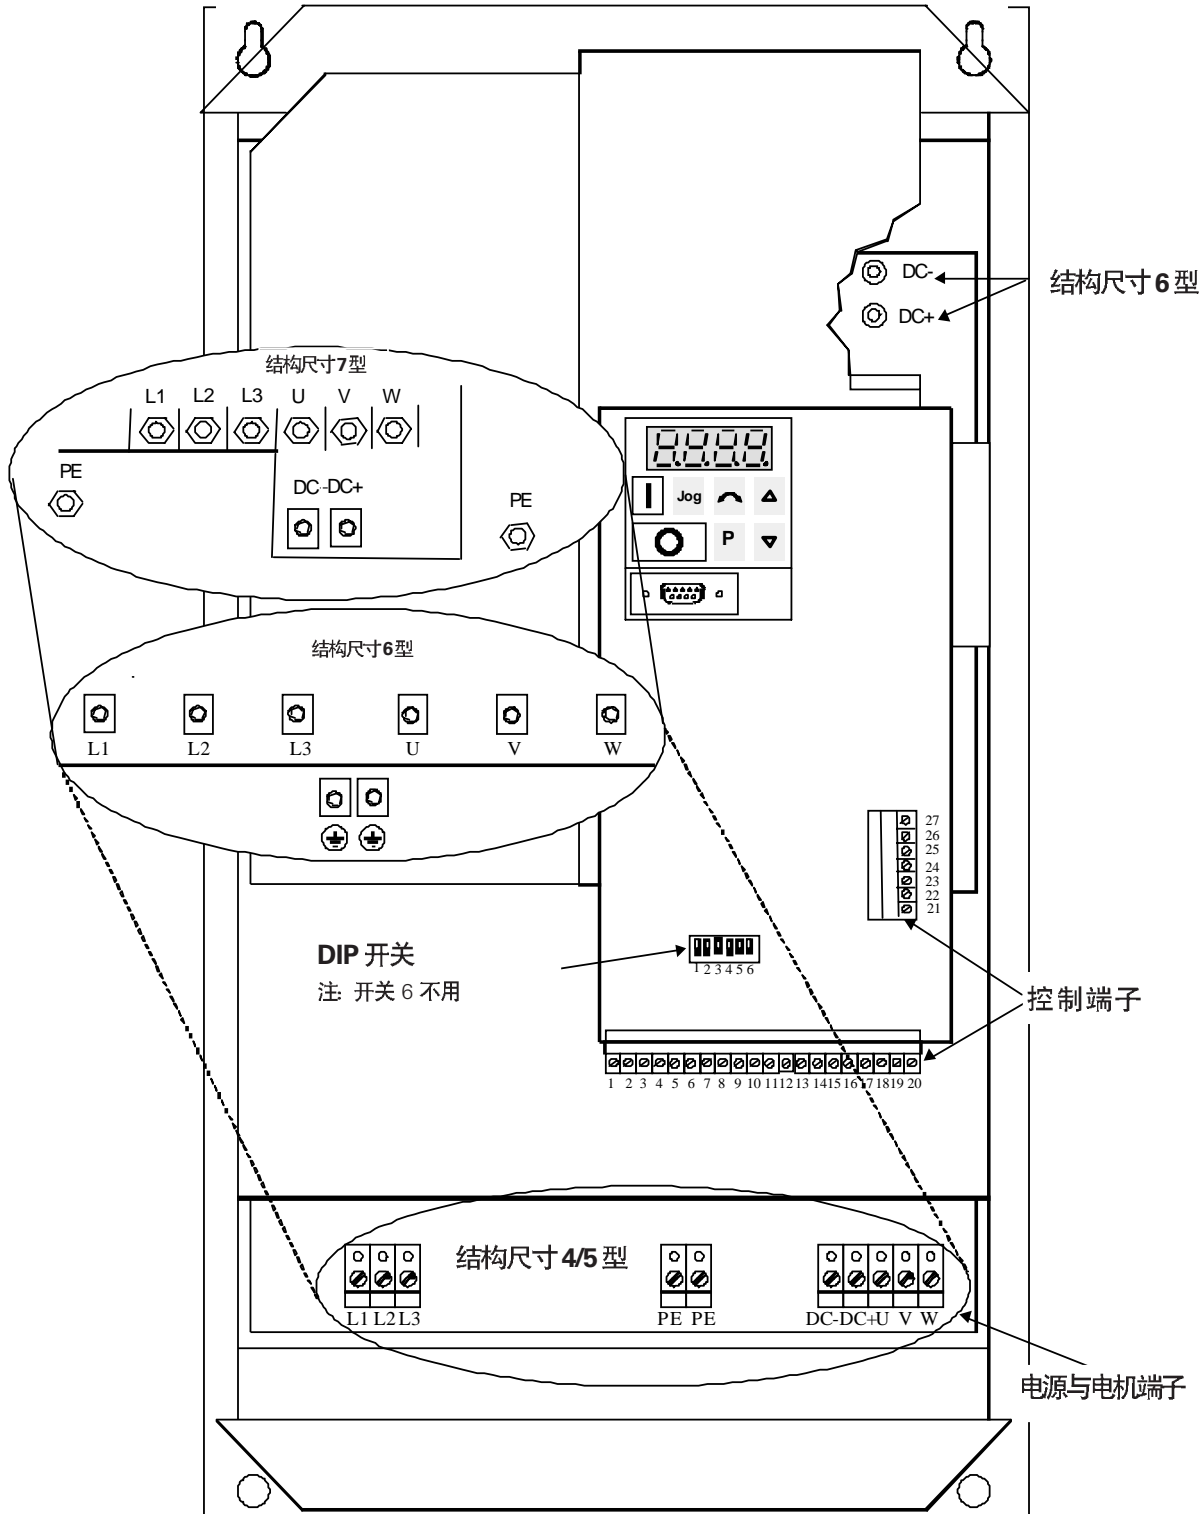 DC-
结构尺寸 6 型
DC+
结构尺寸7型
L1 L2 L3 U V W
PE
DC-DC+
PE
Jog
P
结构尺寸6型
L1 L2 L3 U V W
27
26
25
24
23
22
21
DIP 开关
注: 开关 6 不用
1 2 3 4 5 6
控制端子
1 2 3 4 5 6 7 8 9 10 11 12 13 14 15 16 17 18 19 20
结构尺寸 4/5 型
L1 L2 L3
PE PE
DC-DC+U V W
电源与电机端子